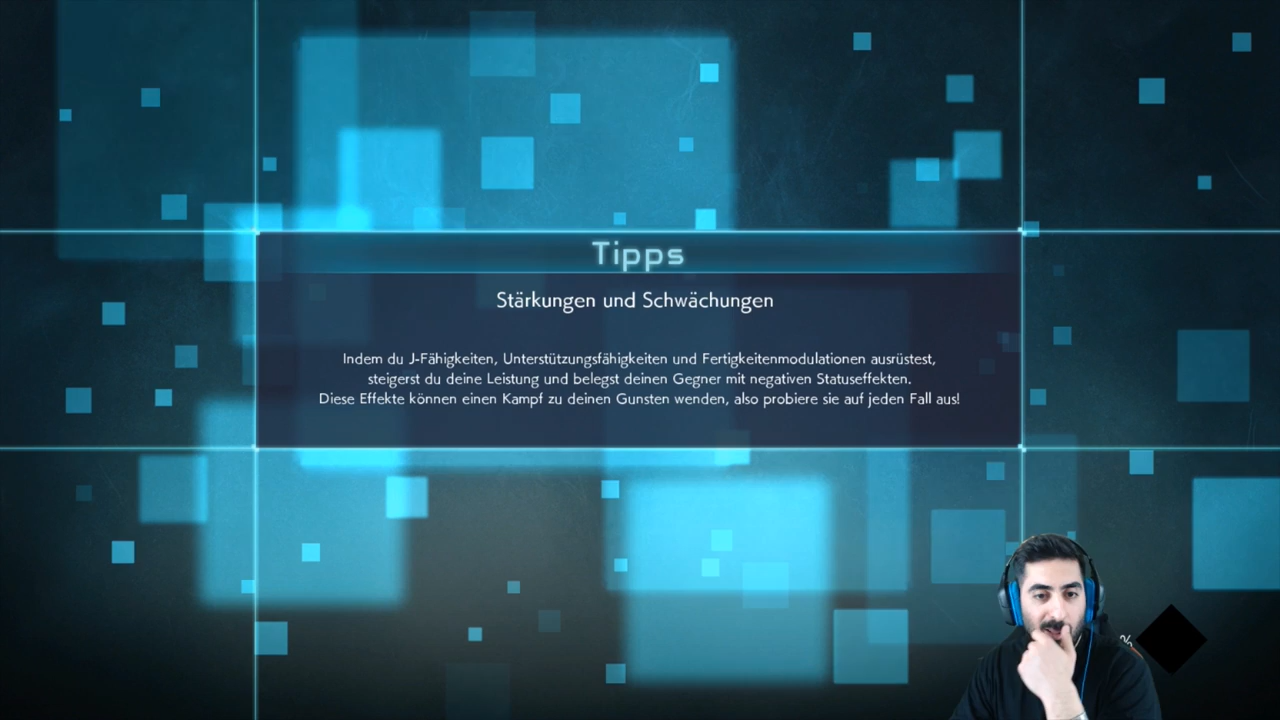 Tipps
Stärkungen und Schwächungen
Indem du J-Fähigkeiten, Unterstützungsfähigkeiten und Fertigkeitenmodulationen ausrüstest,
steigerst du deine Leistung und belegst deinen Gegner mit negativen Statuseffekten.
Diese Effekte können einen Kampf zu deinen Gunsten wenden, also probiere sie auf jeden Fall aus!
%